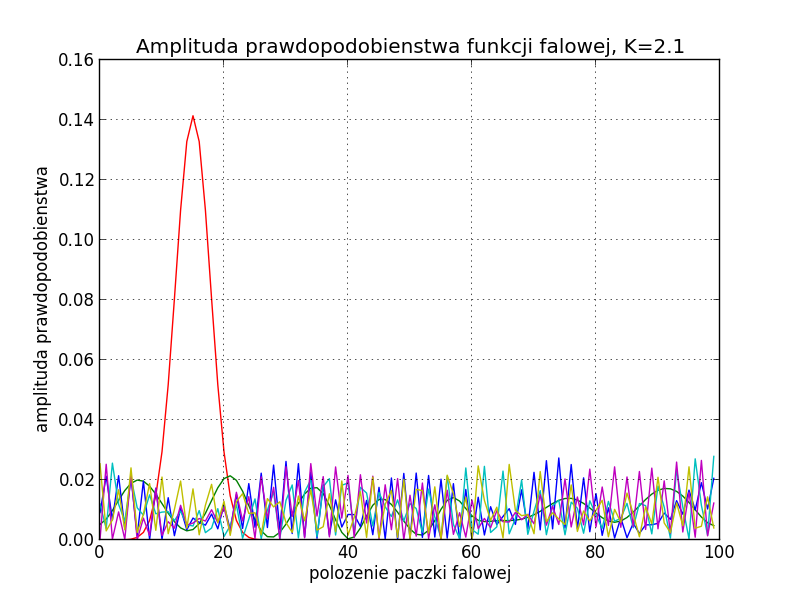 Amplituda prawdopodobienstwa funkcji falowej, K=2.1
0.16
0.14
0.12
0.10
0.08
0.06
0.04
0.02
0.00
amplituda prawdopodobienstwa
0 20 40 60 80 100
polozenie paczki falowej